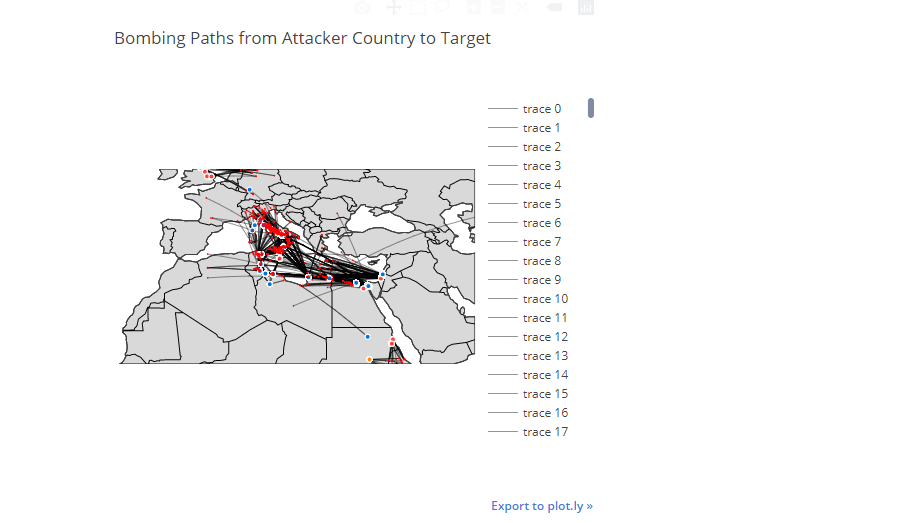 Bombing Paths from Attacker Country to Target
trace 0
trace 1
trace 2
trace 3
trace 4
trace 5
trace 6
trace 7
trace 8
trace 9
trace 10
trace 11
trace 12
trace 13
trace 14
trace 15
trace 16
trace 17
Export to plot.ly »